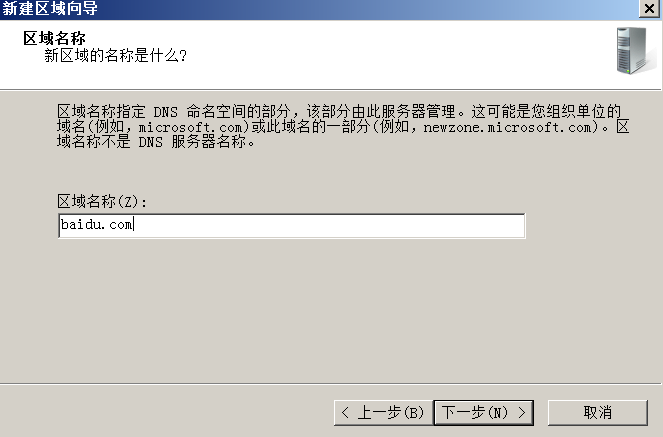 新建区域向导
区域名称
新区域的名称是什么?
区域名称指定 DNS 命名空间的部分，该部分由此服务器管理。这可能是您组织单位的
域名(例如，microsoft.com)或此域名的一部分(例如，newzone.microsoft.com)。区
域名称不是 DNS 服务器名称。
区域名称(Z):
baidu.com
< 上一步(B) 下一步(N) > 取消